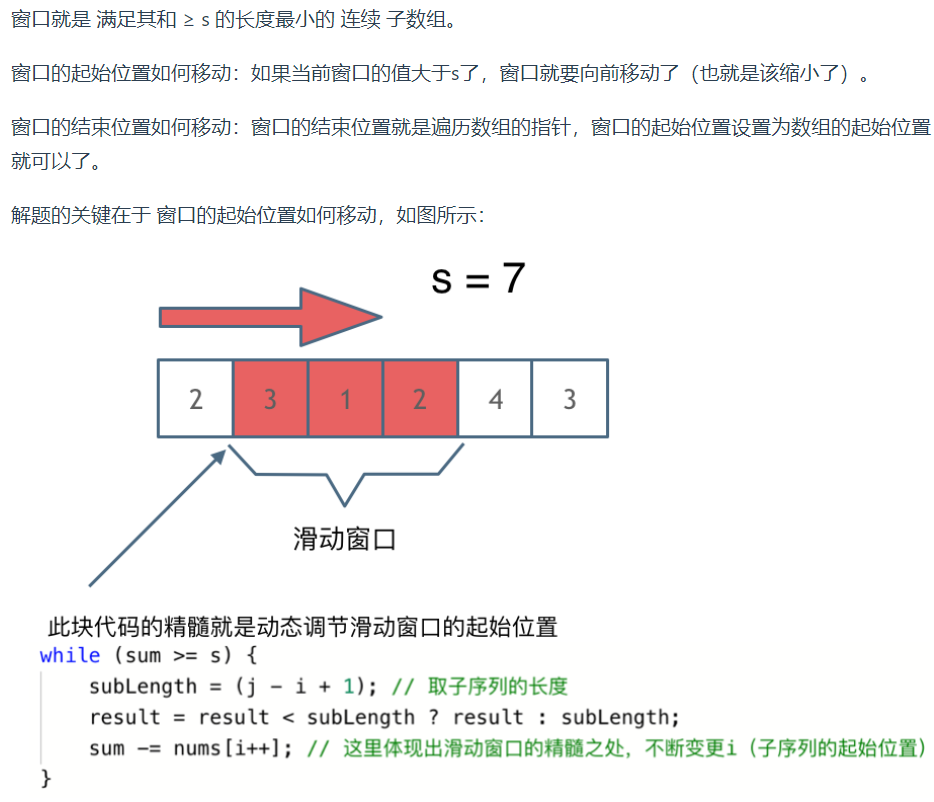 窗口就是 满足其和 ≥ s 的长度最小的 连续 子数组。
窗口的起始位置如何移动：如果当前窗口的值大于s了，窗口就要向前移动了（也就是该缩小了）。
窗口的结束位置如何移动：窗口的结束位置就是遍历数组的指针，窗口的起始位置设置为数组的起始位置
就可以了。
解题的关键在于 窗口的起始位置如何移动，如图所示：
s = 7
2 3 1 2 4 3
滑动窗口
此块代码的精髓就是动态调节滑动窗口的起始位置
while (sum >= s) {
subLength = (j - i + 1); // 取子序列的长度
result = result < subLength ? result : subLength;
sum -= nums[i++]; // 这里体现出滑动窗口的精髓之处，不断变更i（子序列的起始位置）
}